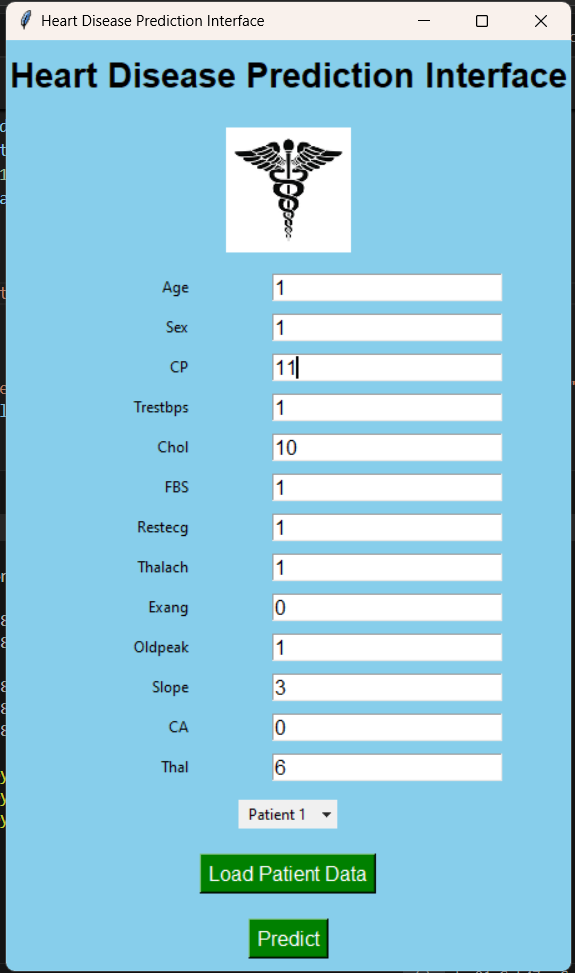 Heart Disease Prediction Interface
Heart Disease Prediction Interface
Age 1
Sex 1
CP 11
Trestbps 1
Chol 10
FBS 1
Restecg 1
Thalach 1
Exang 0
Oldpeak 1
Slope 3
CA 0
Thal 6
Patient 1
Load Patient Data
Predict